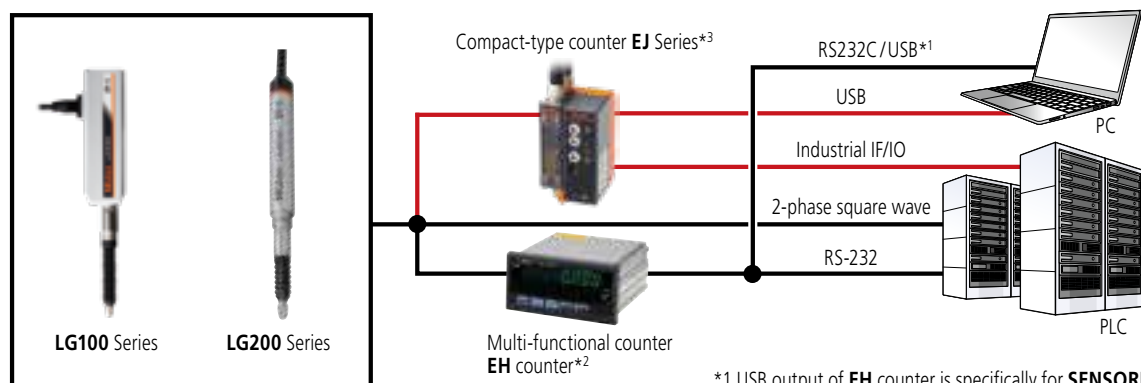 Compact-type counter EJ Series*3
RS232C/USB*1
USB
PC
Industrial IF/IO
2-phase square wave
RS-232
PLC
LG100 Series
LG200 Series
Multi-functional counter
EH counter*2
*1 USB output of EH counter is specifically for